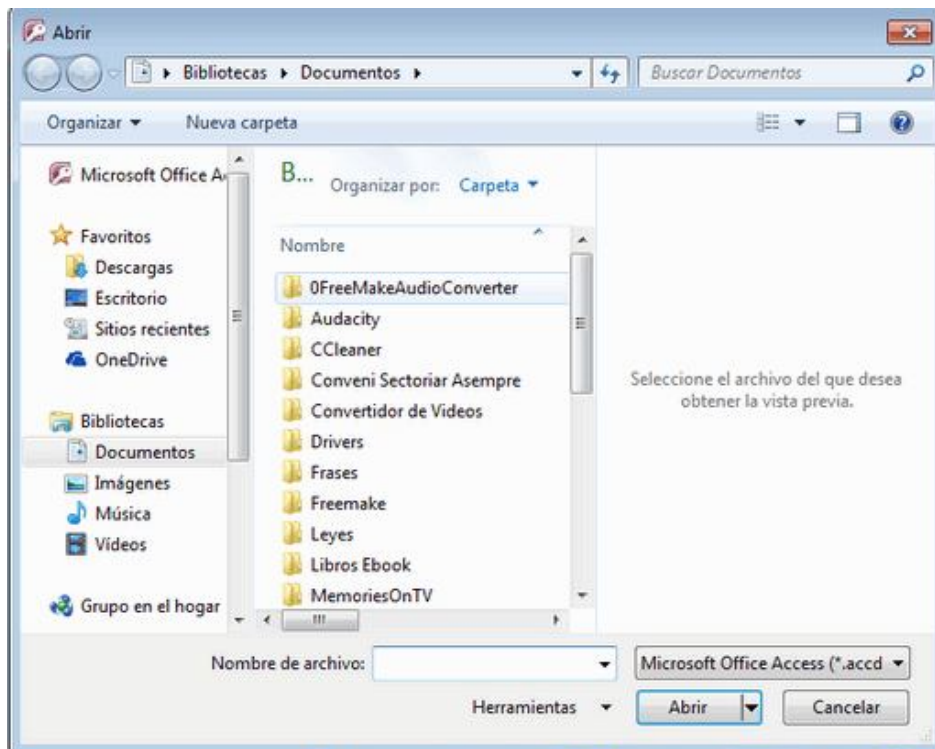 Abrir
Bibliotecas Documentos
Buscar Documentos
Organizar Nueva carpeta
Microsoft Office A
Favoritos
Descargas
Escritorio
Sitios recientes
OneDrive
Bibliotecas
Documentos
Imágenes
Música
Vídeos
Grupo en el hogar
B... Organizar por: Carpeta
Nombre
0FreeMakeAudioConverter
Audacity
CCleaner
Conveni Sectoriar Asempre
Convertidor de Videos
Drivers
Frases
Freemake
Leyes
Libros Ebook
MemoriesOnTV
Seleccione el archivo del que desea
obtener la vista previa.
Nombre de archivo:
Microsoft Office Access (*.accd
Herramientas Abrir Cancelar